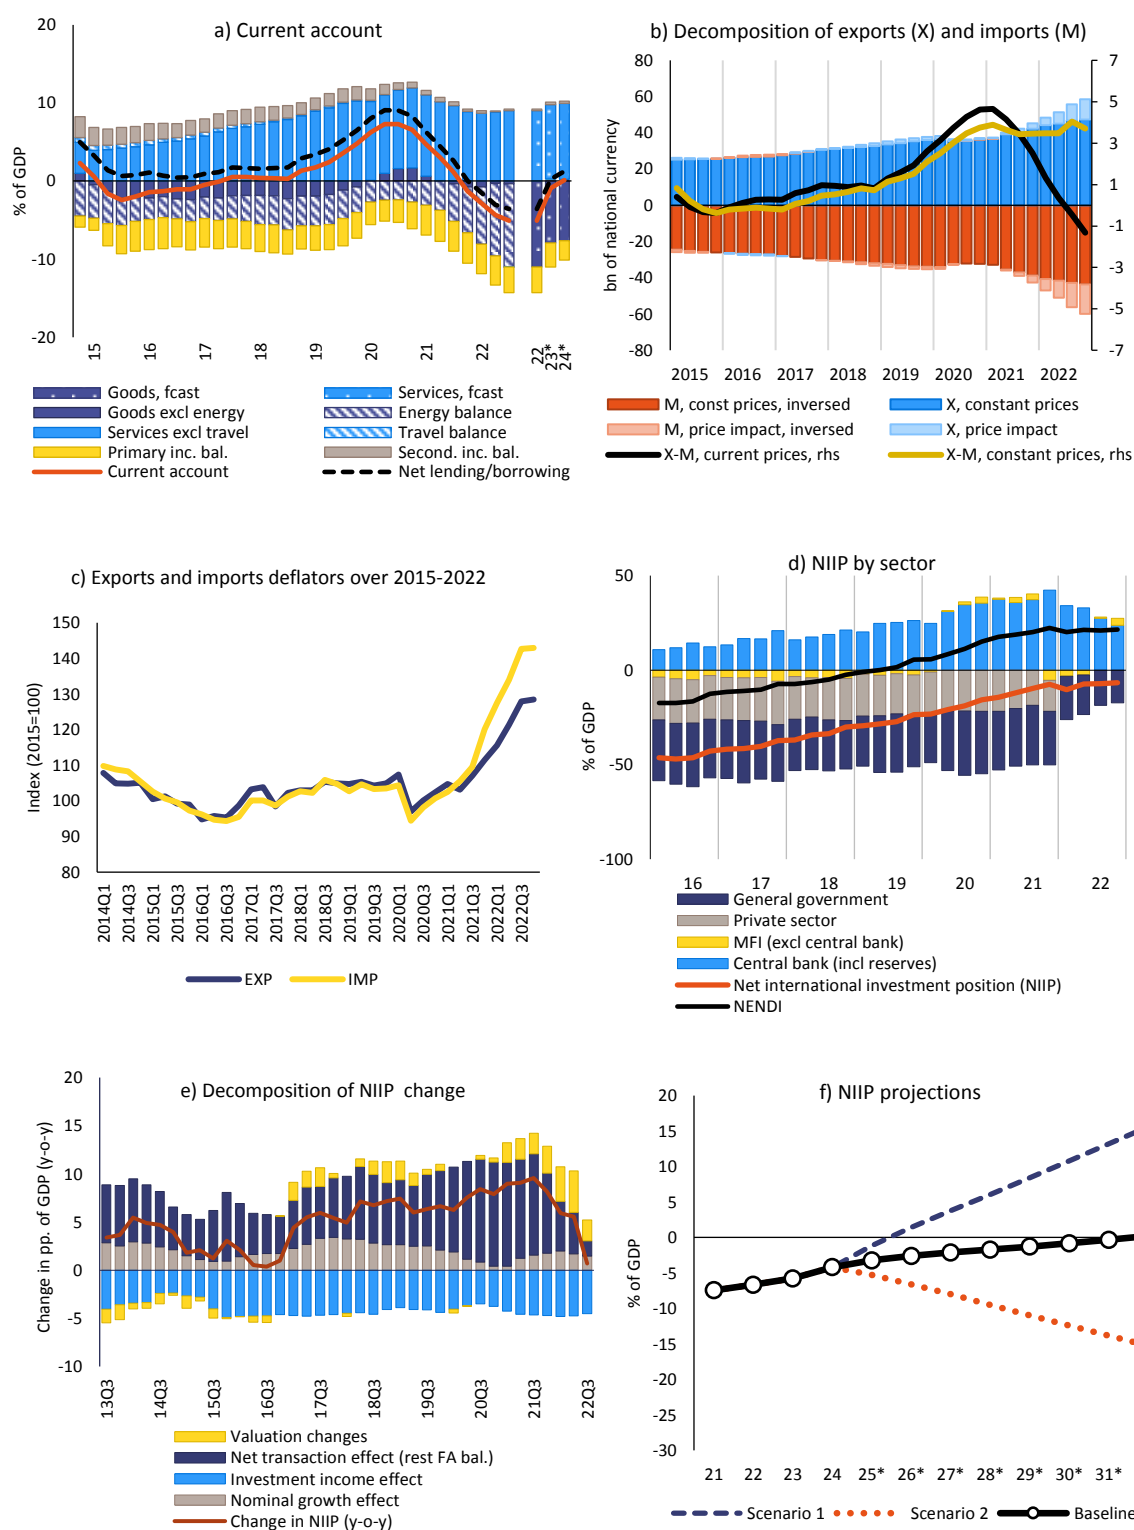 a) Current account
% of GDP
20
10
0
-10
-20
15
16
17
18
19
20
21
22
22
23*
24*
Goods, fcast
Services, fcast
Goods excl energy
Energy balance
Services excl travel
Travel balance
Primary inc. bal.
Second. inc. bal.
Current account
Net lending/borrowing
b) Decomposition of exports (X) and imports (M)
bn of national currency
80
60
40
20
0
-20
-40
-60
-80
7
5
3
1
-1
-3
-5
-7
2015 2016 2017 2018 2019 2020 2021 2022
M, const prices, inversed
X, constant prices
M, price impact, inversed
X, price impact
X-M, current prices, rhs
X-M, constant prices, rhs
c) Exports and imports deflators over 2015-2022
Index (2015=100)
150
140
130
120
110
100
90
80
2014Q1
2014Q3
2015Q1
2015Q3
2016Q1
2016Q3
2017Q1
2017Q3
2018Q1
2018Q3
2019Q1
2019Q3
2020Q1
2020Q3
2021Q1
2021Q3
2022Q1
2022Q3
EXP
IMP
d) NIIP by sector
% of GDP
50
0
-50
-100
16 17 18 19 20 21 22
General government
Private sector
MFI (excl central bank)
Central bank (incl reserves)
Net international investment position (NIIP)
NENDI
e) Decomposition of NIIP change
Change in pp. of GDP (y-o-y)
20
15
10
5
0
-5
-10
13Q3
14Q3
15Q3
16Q3
17Q3
18Q3
19Q3
20Q3
21Q3
22Q3
Valuation changes
Net transaction effect (rest FA bal.)
Investment income effect
Nominal growth effect
Change in NIIP (y-o-y)
f) NIIP projections
% of GDP
20
15
10
5
0
-5
-10
-15
-20
-25
-30
21 22 23 24 25* 26* 27* 28* 29* 30* 31*
Scenario 1
Scenario 2
Baseline